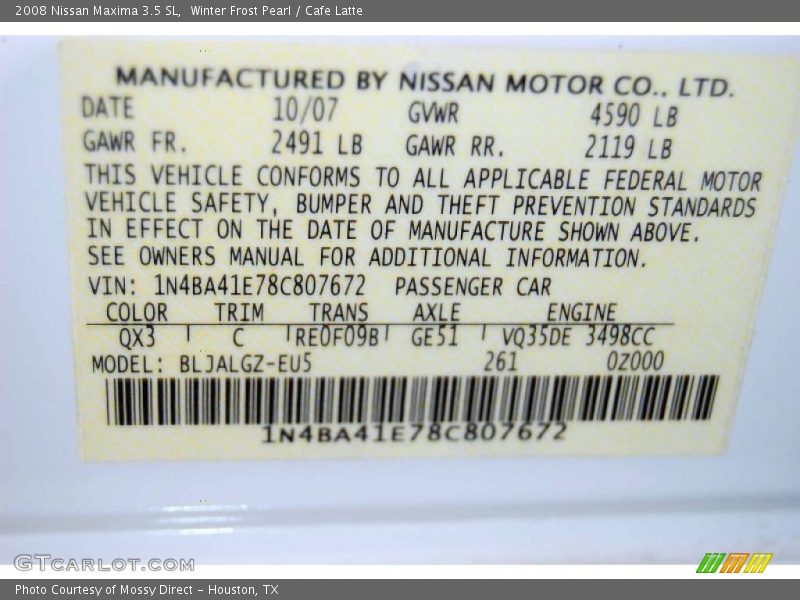 2008 Nissan Maxima 3.5 SL, Winter Frost Pearl / Cafe Latte
MANUFACTURED BY NISSAN MOTOR CO., LTD.
DATE 10/07 GVWR 4590 LB
GAWR FR. 2491 LB GAWR RR. 2119 LB
THIS VEHICLE CONFORMS TO ALL APPLICABLE FEDERAL MOTOR
VEHICLE SAFETY, BUMPER AND THEFT PREVENTION STANDARDS
IN EFFECT ON THE DATE OF MANUFACTURE SHOWN ABOVE.
SEE OWNERS MANUAL FOR ADDITIONAL INFORMATION.
VIN: 1N4BA41E78C807672 PASSENGER CAR
COLOR TRIM TRANS AXLE ENGINE
QX3 C RE0F09B GE51 VQ35DE 3498CC
MODEL: BLJALGZ-EU5 261 0Z000
1N4BA41E78C807672
GTCARLOT.COM
Photo Courtesy of Mossy Direct - Houston, TX